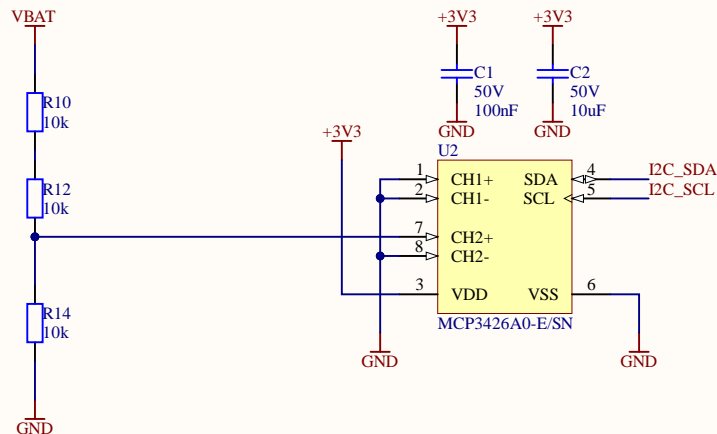 VBAT
+3V3
+3V3
R10
10k
C1
50V
100nF
C2
50V
10uF
GND
GND
+3V3
U2
R12
10k
1
CH1+
SDA
4
I2C_SDA
2
CH1-
SCL
5
I2C_SCL
7
CH2+
8
CH2-
3
VDD
VSS
6
R14
10k
MCP3426A0-E/SN
GND
GND
GND